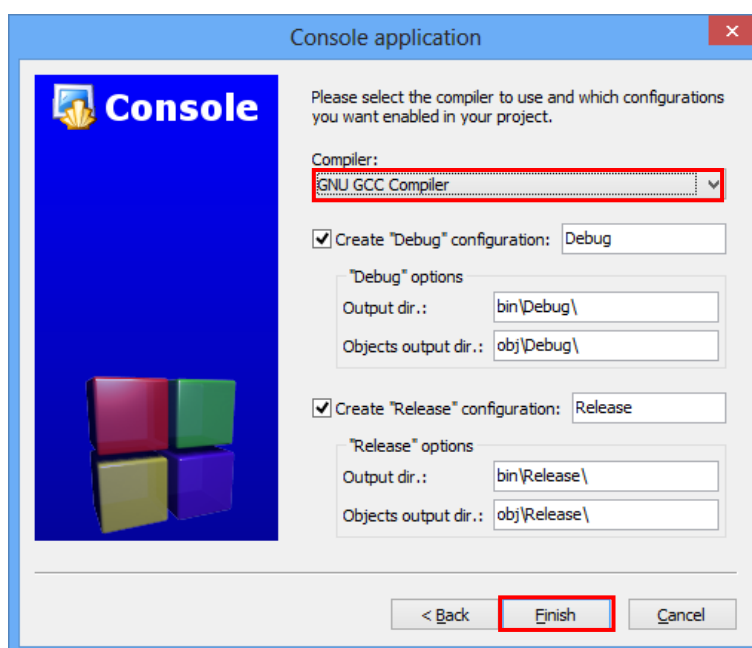 Console application
Console
Please select the compiler to use and which configurations
you want enabled in your project.
Compiler:
GNU GCC Compiler
Create "Debug" configuration: Debug
"Debug" options
Output dir.: bin\Debug\
Objects output dir.: obj\Debug\
Create "Release" configuration: Release
"Release" options
Output dir.: bin\Release\
Objects output dir.: obj\Release\
< Back Finish Cancel